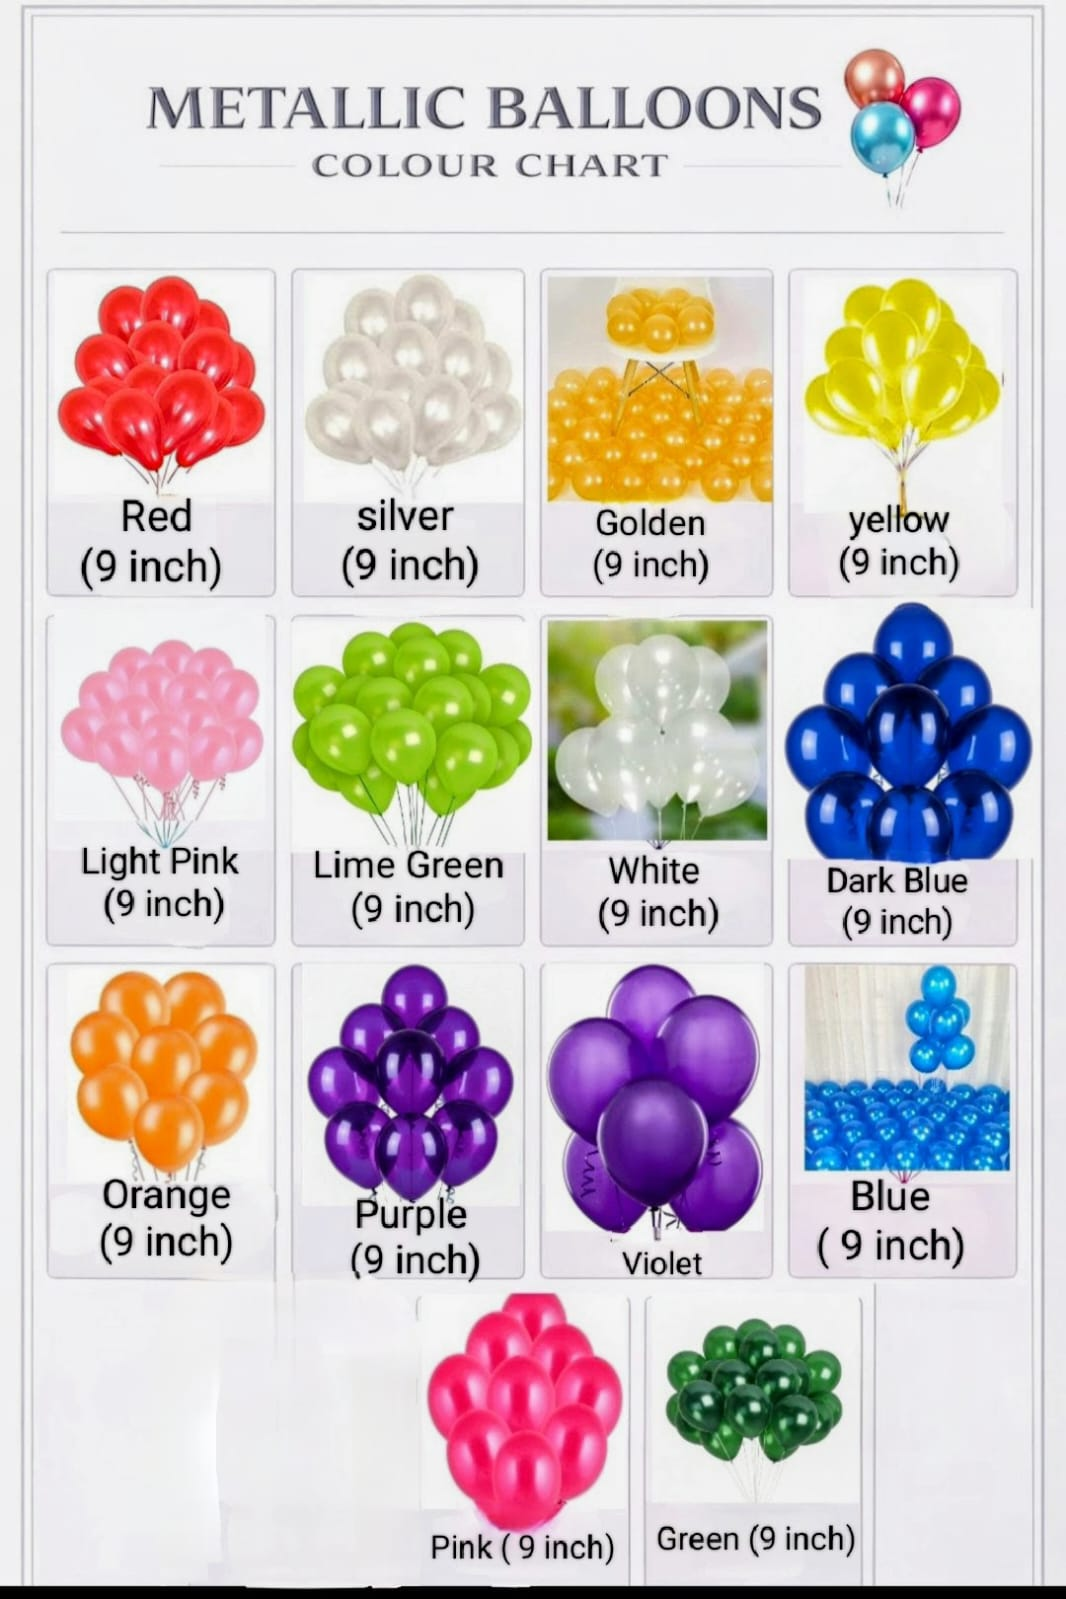 METALLIC BALLOONS
COLOUR CHART
Red
(9 inch)
silver
(9 inch)
Golden
(9 inch)
yellow
(9 inch)
Light Pink
(9 inch)
Lime Green
(9 inch)
White
(9 inch)
Dark Blue
(9 inch)
Orange
(9 inch)
Purple
(9 inch)
Violet
Blue
( 9 inch)
Pink ( 9 inch)
Green (9 inch)